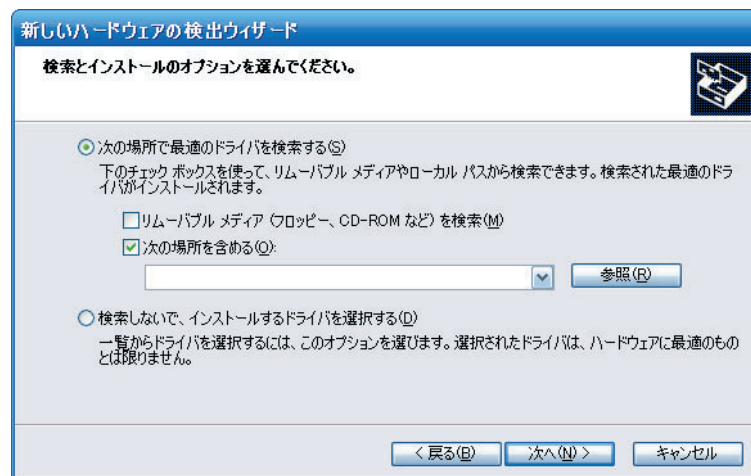 新しいハードウェアの検出ウィザード
検索とインストールのオプションを選んでください。
次の場所で最適のドライバを検索する(S)
下のチェック ボックスを使って、リムーバブル メディアやローカル パスから検索できます。検索された最適のドラ
イバがインストールされます。
リムーバブル メディア (フロッピー、CD-ROM など) を検索(M)
次の場所を含める(O):
参照(R)
検索しないで、インストールするドライバを選択する(D)
一覧からドライバを選択するには、このオプションを選びます。選択されたドライバは、ハードウェアに最適のもの
とは限りません。
< 戻る(B)
次へ(N) >
キャンセル